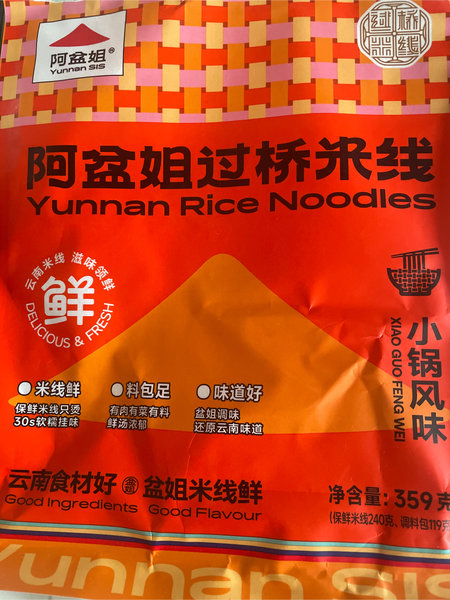 阿盆姐®
Yunnan SIS
过桥米线
阿盆姐过桥米线
Yunnan Rice Noodles
云南米线 滋味领鲜
鲜
DELICIOUS & FRESH
小锅风味
XIAO GUO FENG WEI
米线鲜
保鲜米线只烫
30s软糯挂味
料包足
有肉有菜有料
鲜汤浓郁
味道好
盆姐调味
还原云南味道
云南食材好 盆姐米线鲜
Good Ingredients Good Flavour
净含量: 359克
(保鲜米线240克、调料包119克
Yunnan SIS